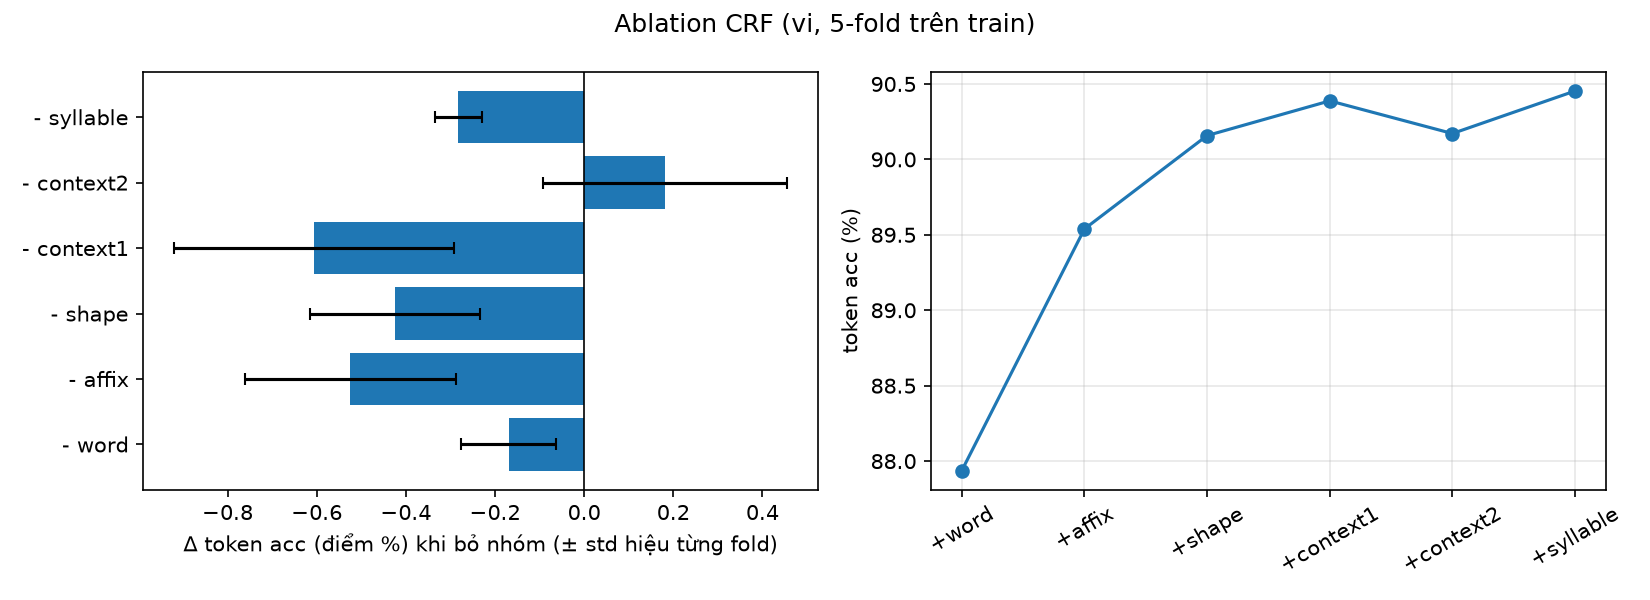 Ablation CRF (vi, 5-fold trên train)
- syllable
- context2
- context1
- shape
- affix
- word
−0.8 −0.6 −0.4 −0.2 0.0 0.2 0.4
Δ token acc (điểm %) khi bỏ nhóm (± std hiệu từng fold)
token acc (%)
90.5
90.0
89.5
89.0
88.5
88.0
+word +affix +shape +context1 +context2 +syllable